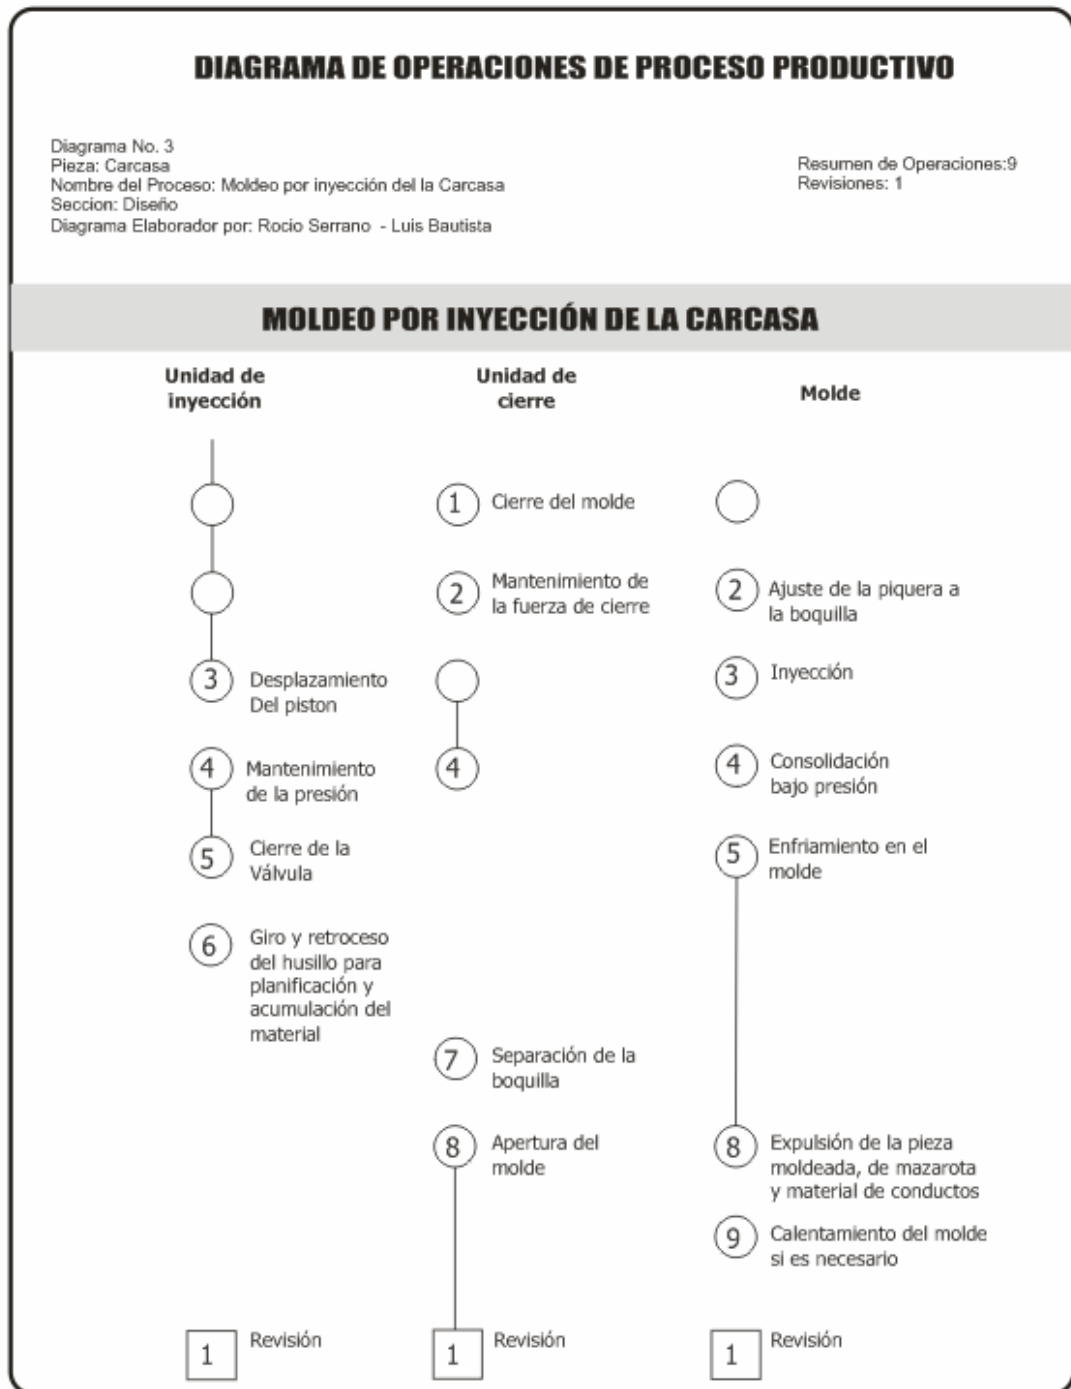 DIAGRAMA DE OPERACIONES DE PROCESO PRODUCTIVO
Diagrama No. 3
Pieza: Carcasa
Nombre del Proceso: Moldeo por inyección del la Carcasa
Seccion: Diseño
Diagrama Elaborador por: Rocio Serrano - Luis Bautista
Resumen de Operaciones:9
Revisiones: 1
MOLDEO POR INYECCIÓN DE LA CARCASA
Unidad de
inyección
3 Desplazamiento
Del piston
4 Mantenimiento
de la presión
5 Cierre de la
Válvula
6 Giro y retroceso
del husillo para
planificación y
acumulación del
material
1 Revisión
Unidad de
cierre
1 Cierre del molde
2 Mantenimiento de
la fuerza de cierre
4
7 Separación de la
boquilla
8 Apertura del
molde
1 Revisión
Molde
2 Ajuste de la piquera a
la boquilla
3 Inyección
4 Consolidación
bajo presión
5 Enfriamiento en el
molde
8 Expulsión de la pieza
moldeada, de mazarota
y material de conductos
9 Calentamiento del molde
si es necesario
1 Revisión